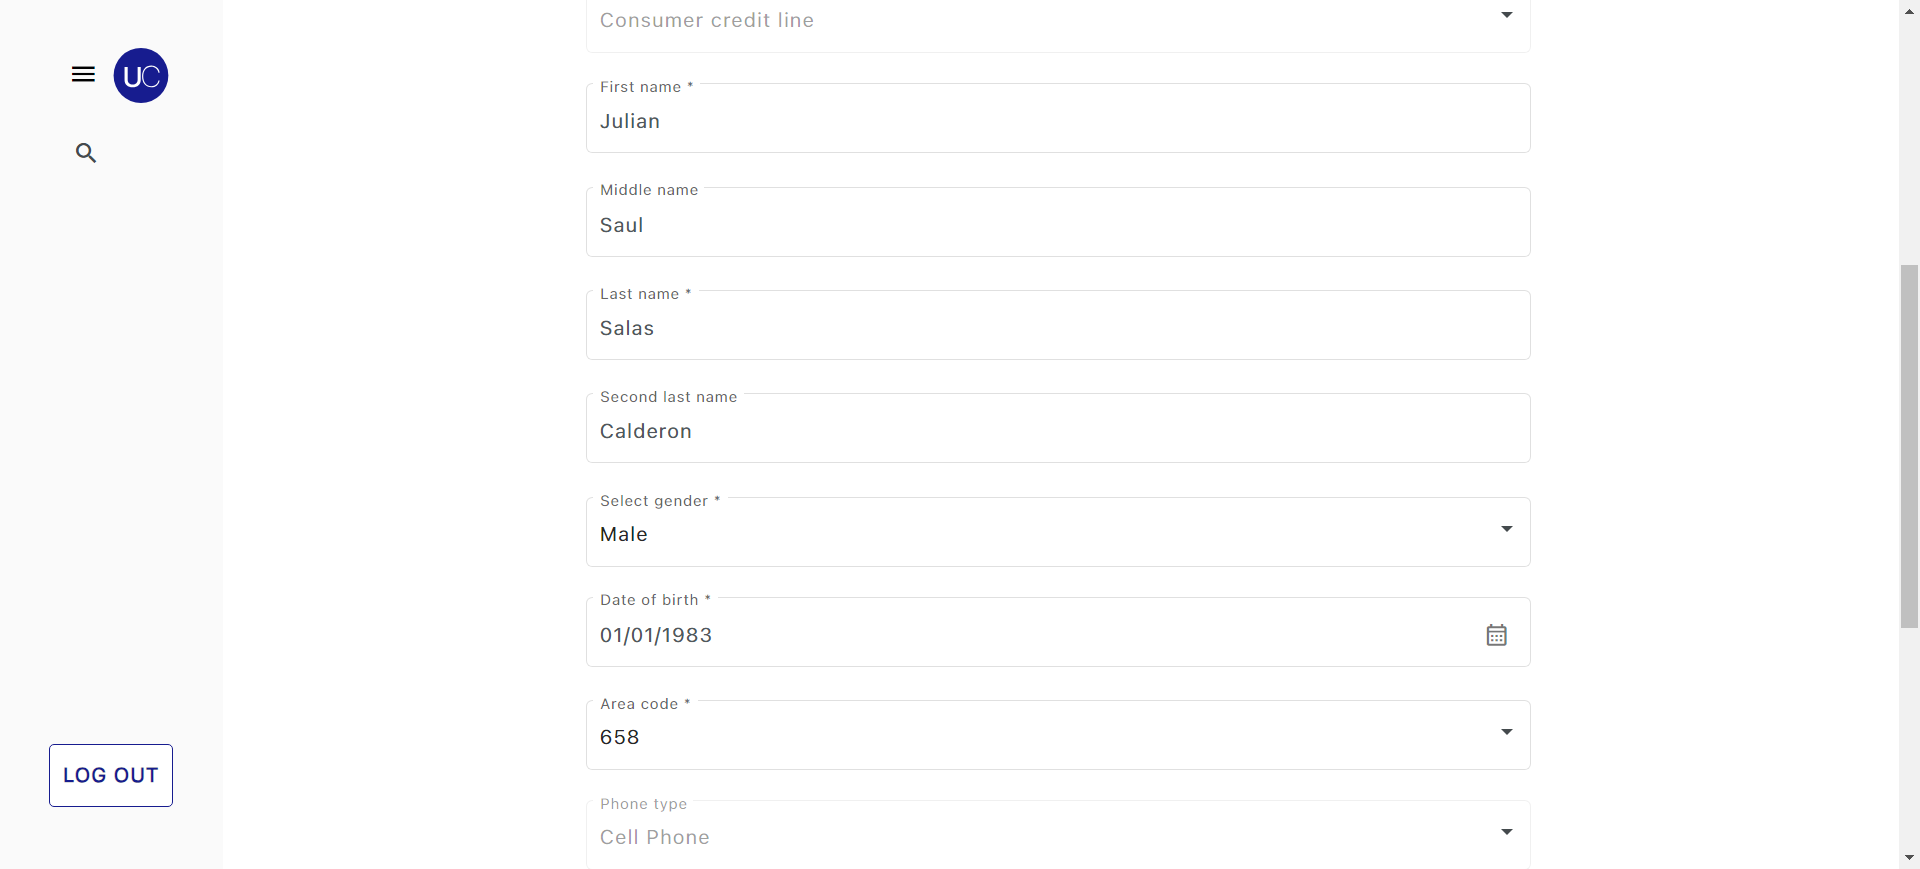 UC
LOG OUT
Consumer credit line
First name *
Julian
Middle name
Saul
Last name *
Salas
Second last name
Calderon
Select gender *
Male
Date of birth *
01/01/1983
Area code *
658
Phone type
Cell Phone